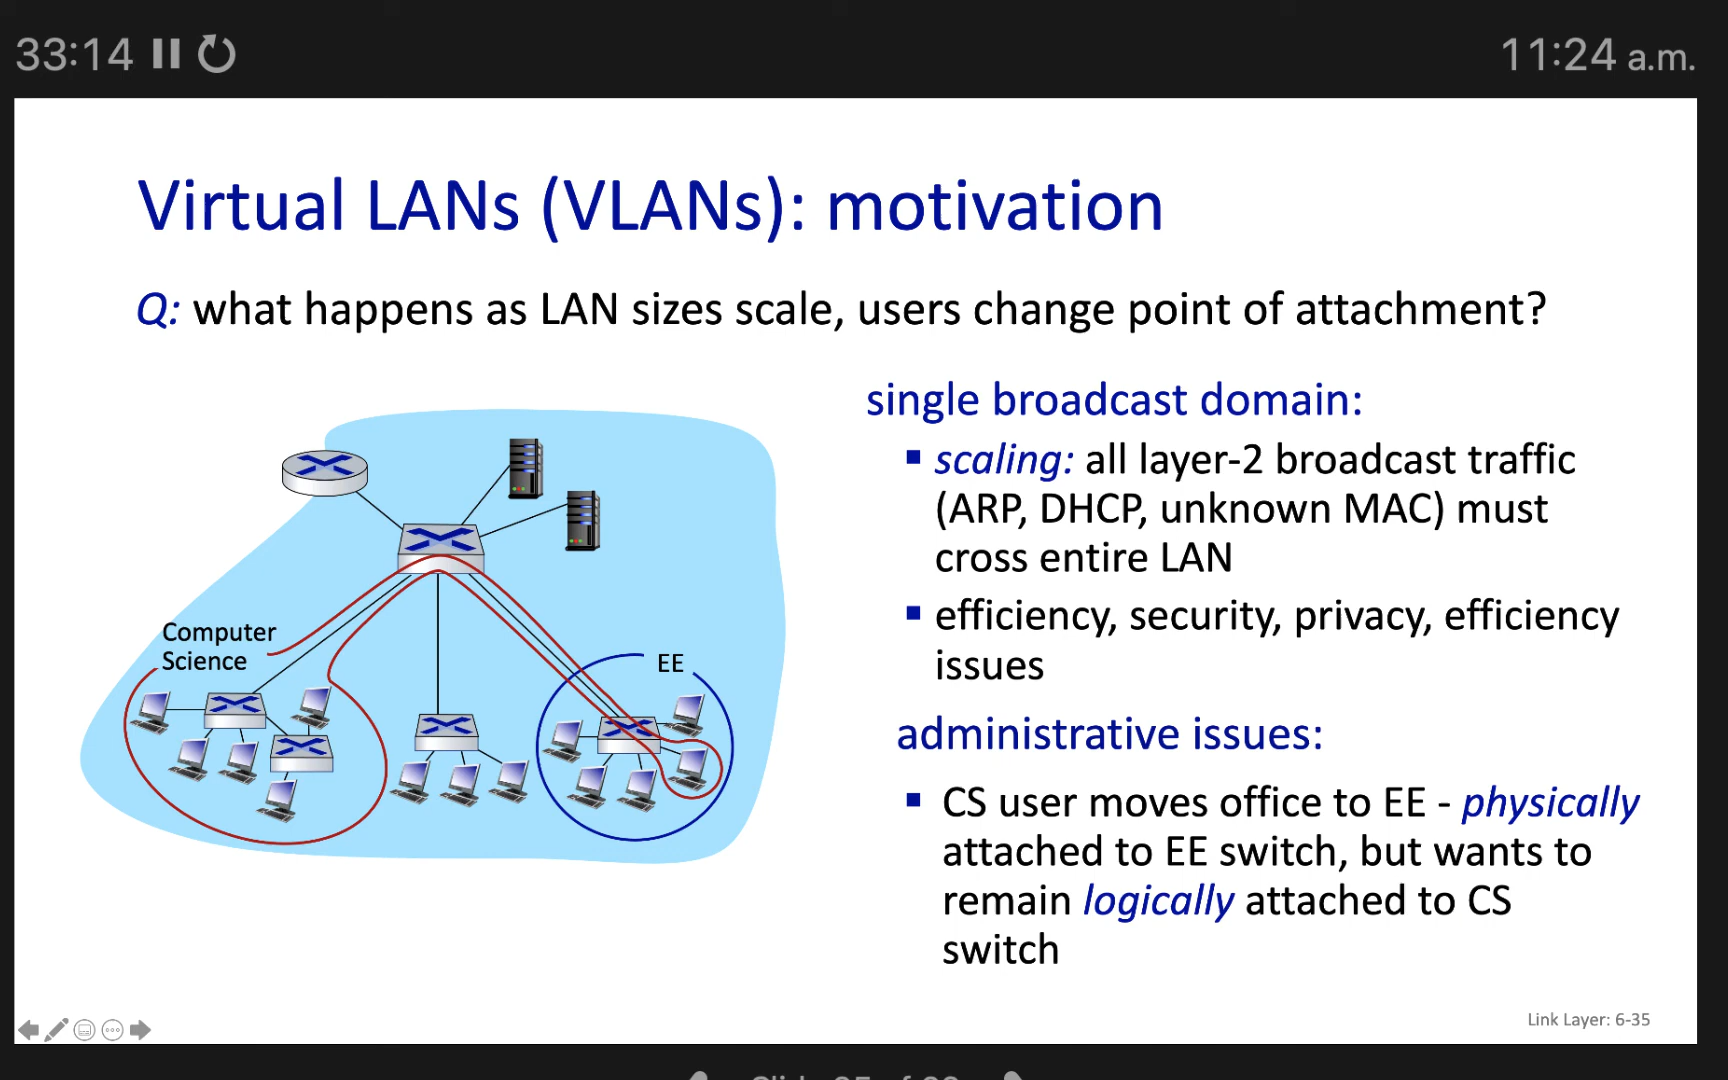 33:14
11:24 a.m.
Virtual LANs (VLANs): motivation
Q: what happens as LAN sizes scale, users change point of attachment?
Computer
Science
EE
single broadcast domain:
▪ scaling: all layer-2 broadcast traffic
(ARP, DHCP, unknown MAC) must
cross entire LAN
▪ efficiency, security, privacy, efficiency
issues
administrative issues:
▪ CS user moves office to EE - physically
attached to EE switch, but wants to
remain logically attached to CS
switch
Link Layer: 6-35